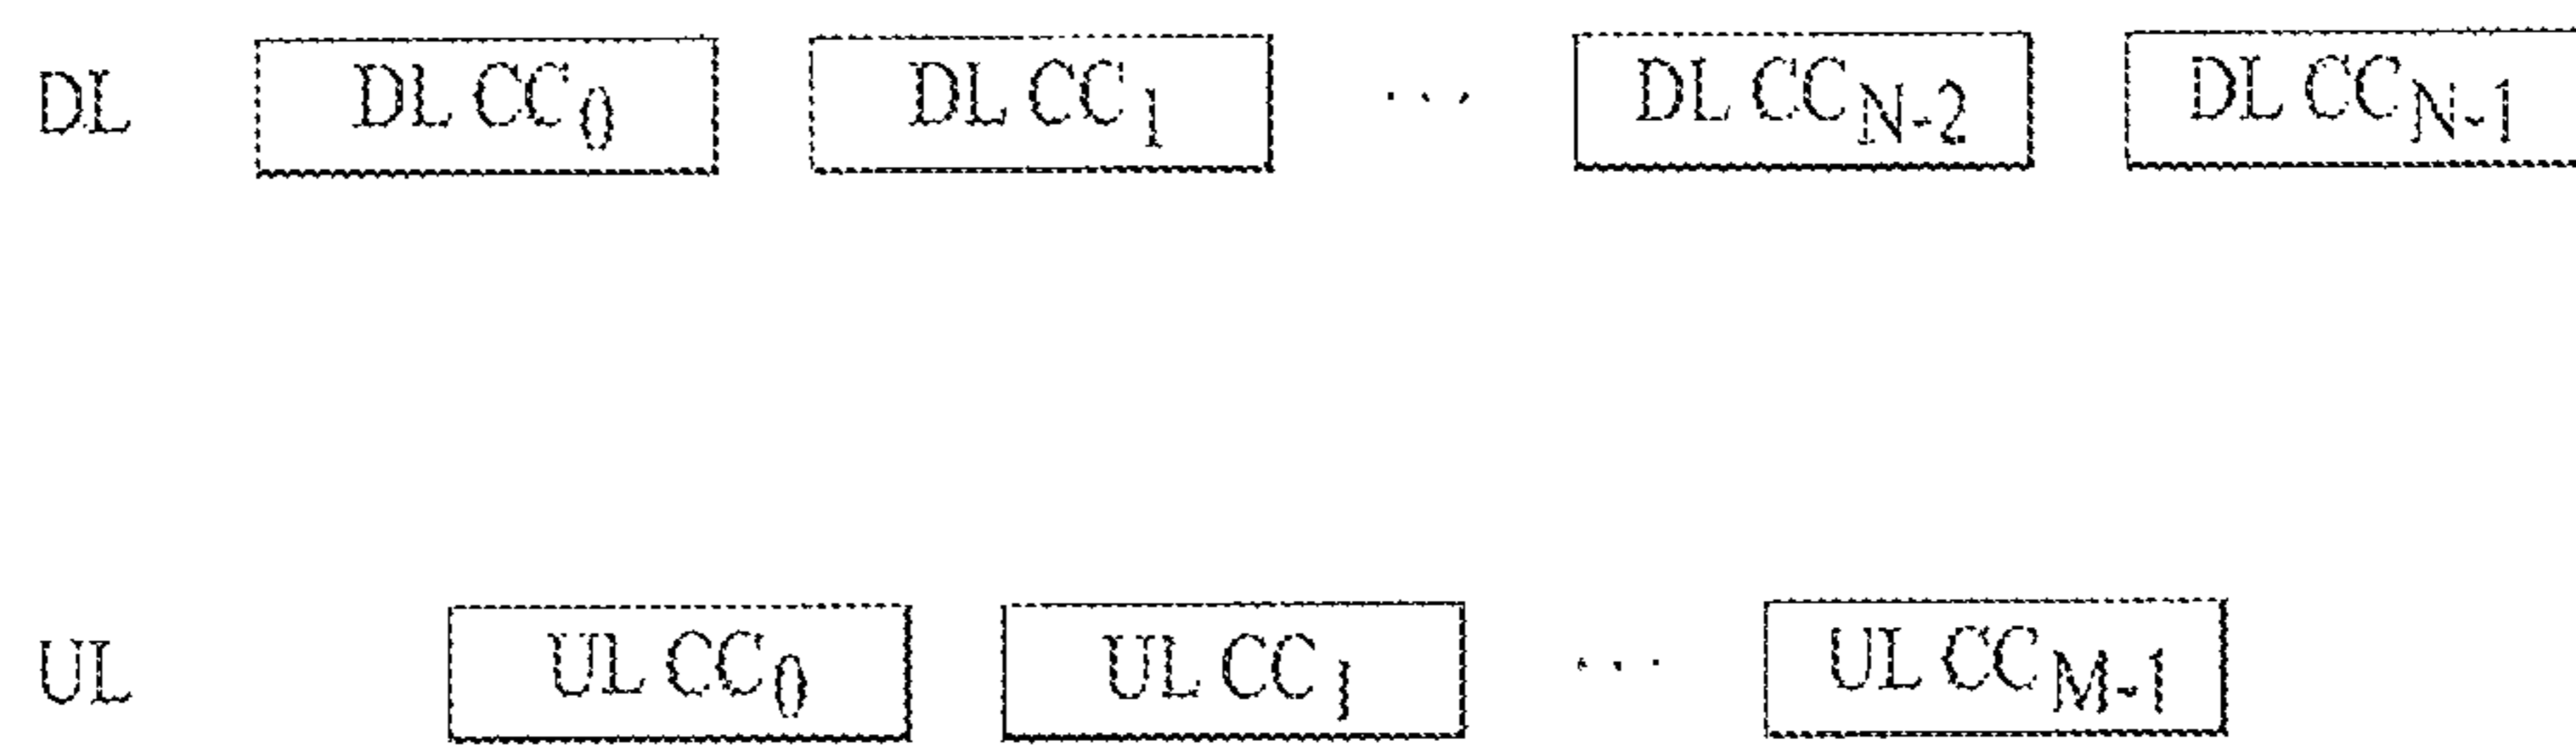 DL DL CC0 DL CC1 ... DL CCN-2 DL CCN-1
UL UL CC0 UL CC1 ... UL CCM-1